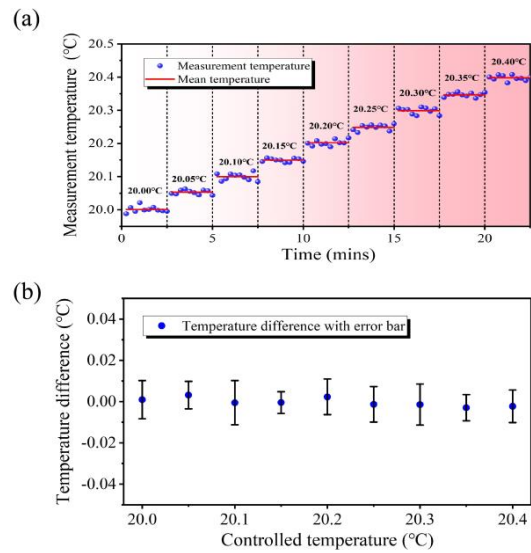 (a)
20.5
20.4
20.3
20.2
20.1
20.0
Measurement temperature (℃)
Measurement temperature
Mean temperature
20.00℃
20.05℃
20.10℃
20.15℃
20.20℃
20.25℃
20.30℃
20.35℃
20.40℃
0 5 10 15 20
Time (mins)
(b)
0.04
0.02
0.00
-0.02
-0.04
Temperature difference (℃)
Temperature difference with error bar
20.0 20.1 20.2 20.3 20.4
Controlled temperature (℃)